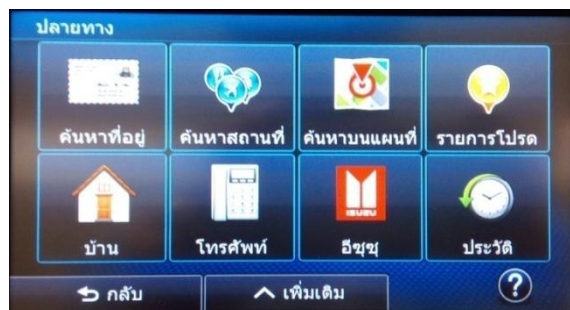 ปลายทาง
ค้นหาที่อยู่ ค้นหาสถานที่ ค้นหาบนแผนที่ รายการโปรด
ISUZU
บ้าน โทรศัพท์ อีซุซุ ประวัติ
กลับ เพิ่มเติม ?